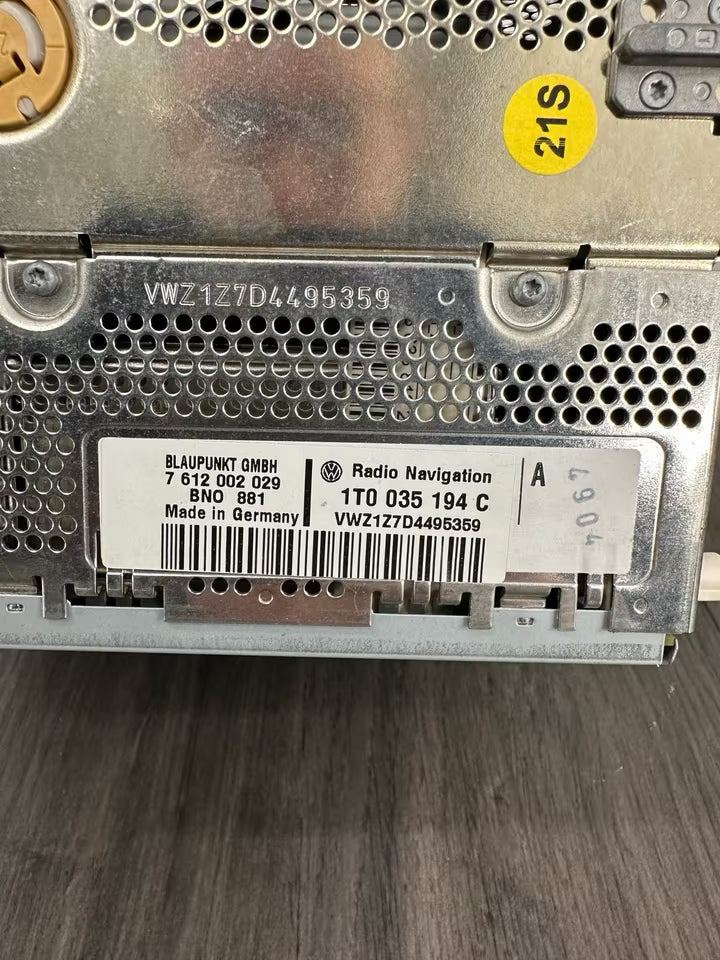 21S
VWZ1Z7D4495359
BLAUPUNKT GMBH
7 612 002 029
BNO 881
Made in Germany
Radio Navigation
1T0 035 194 C
VWZ1Z7D4495359
A
4067